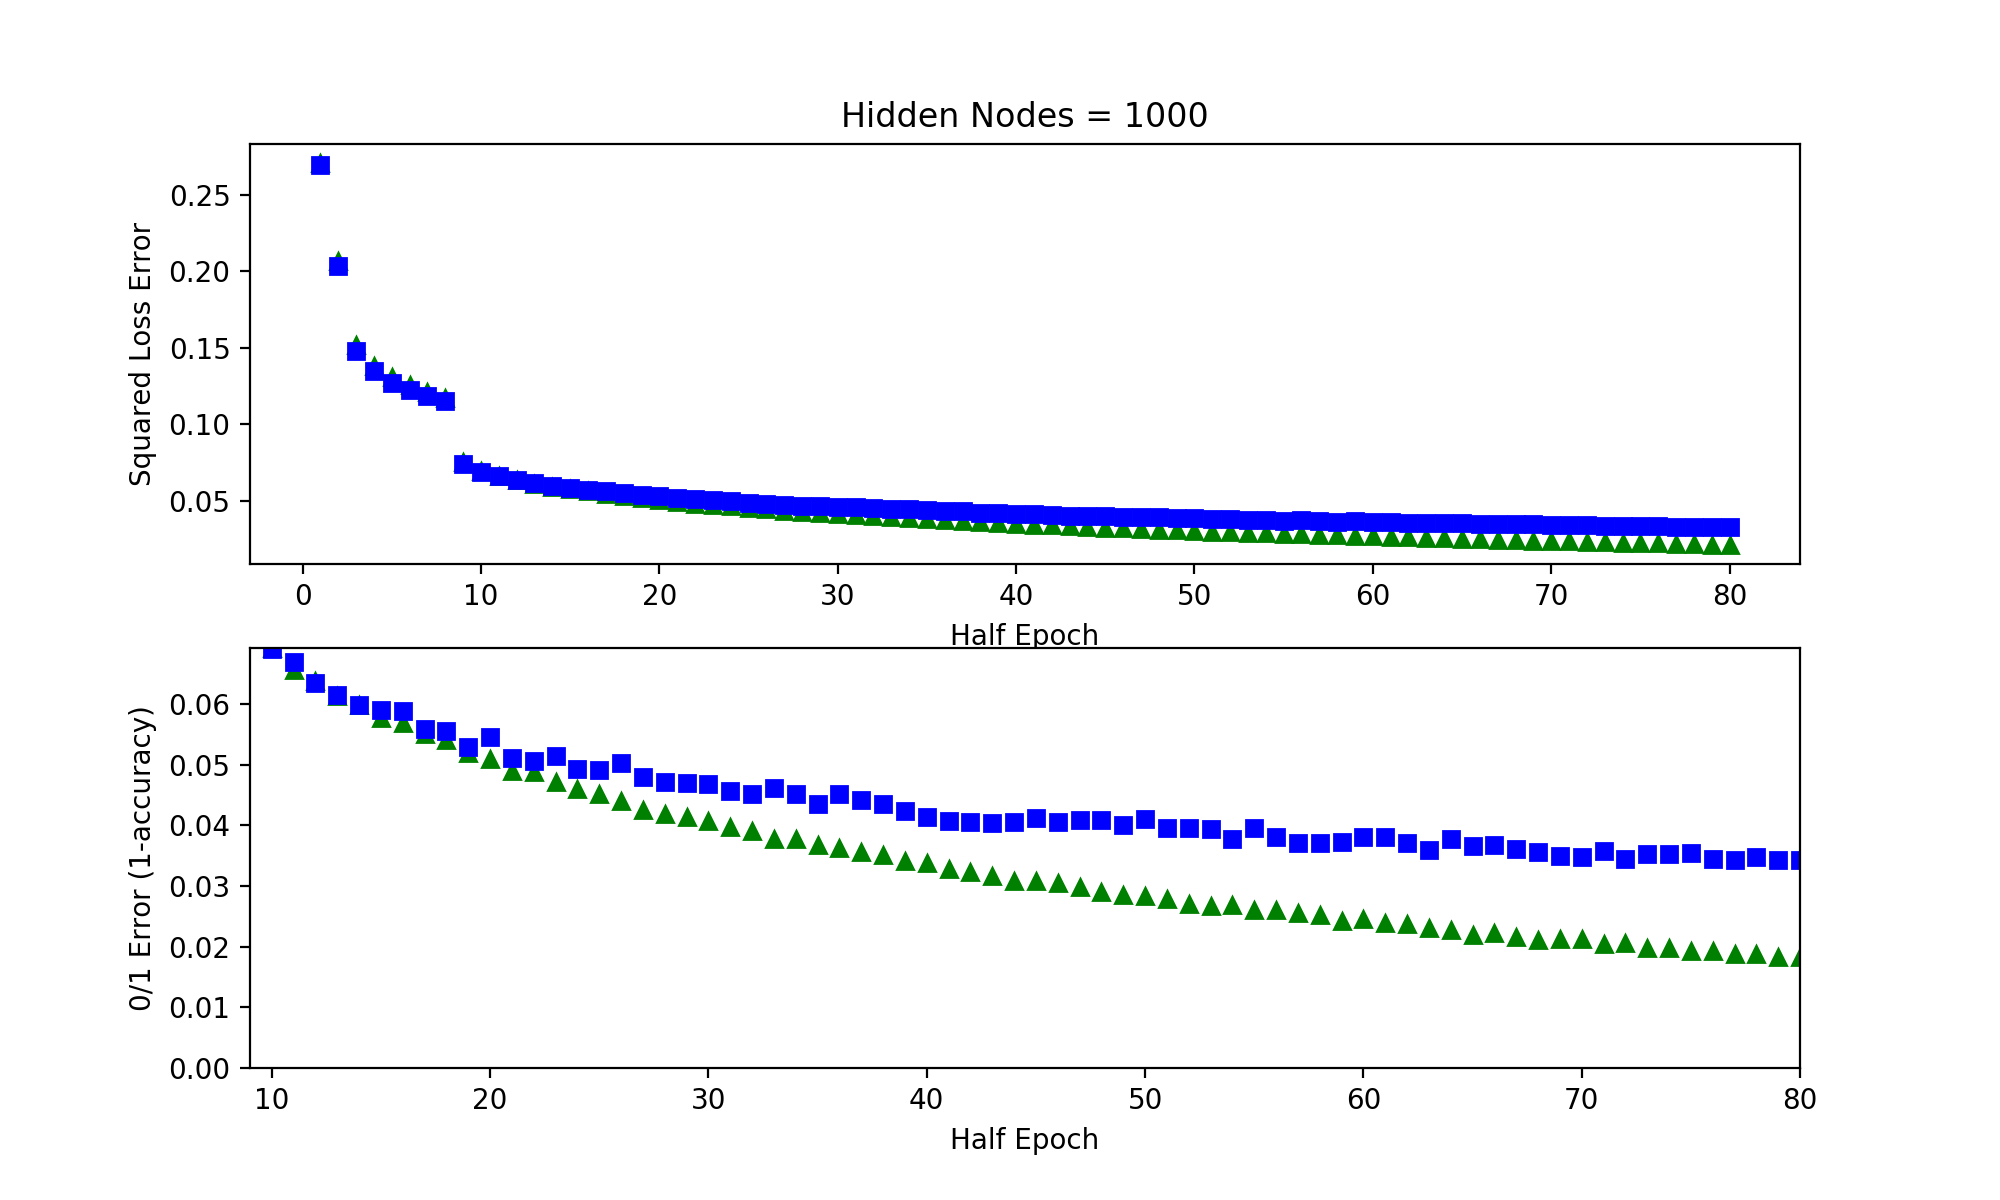 Hidden Nodes = 1000
Squared Loss Error
0.25
0.20
0.15
0.10
0.05
0 10 20 30 40 50 60 70 80
Half Epoch
0/1 Error (1-accuracy)
0.06
0.05
0.04
0.03
0.02
0.01
0.00
10 20 30 40 50 60 70 80
Half Epoch